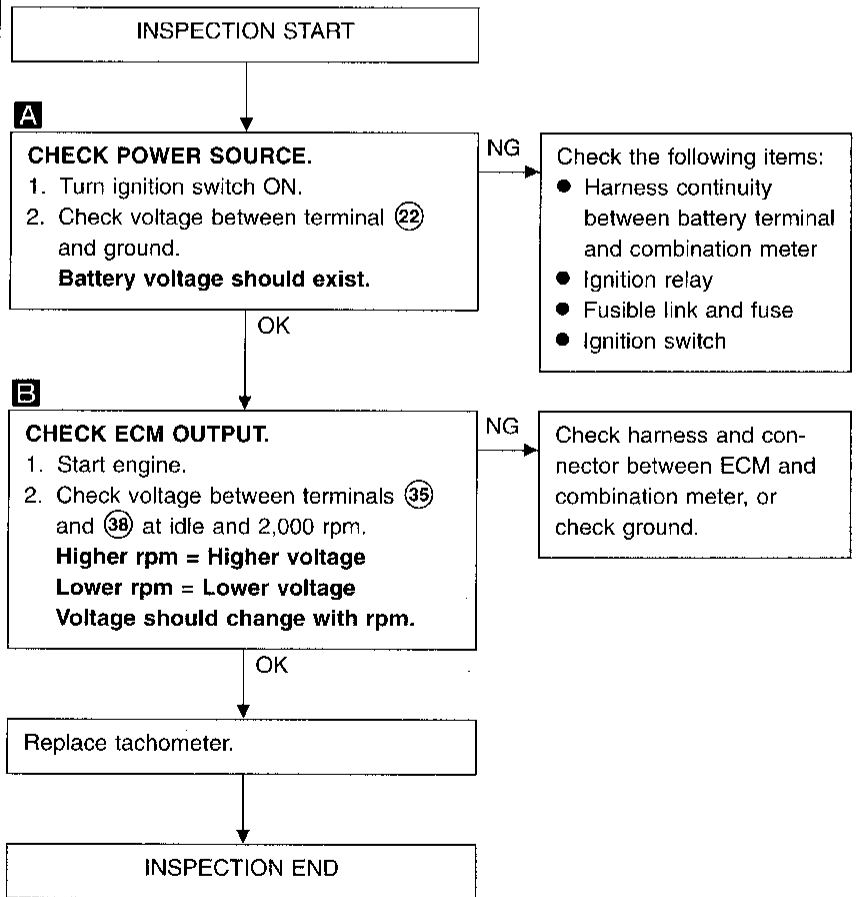 INSPECTION START
A
CHECK POWER SOURCE.
1. Turn ignition switch ON.
2. Check voltage between terminal 22
and ground.
Battery voltage should exist.
NG
Check the following items:
● Harness continuity
between battery terminal
and combination meter
● Ignition relay
● Fusible link and fuse
● Ignition switch
OK
B
CHECK ECM OUTPUT.
1. Start engine.
2. Check voltage between terminals 35
and 38 at idle and 2,000 rpm.
Higher rpm = Higher voltage
Lower rpm = Lower voltage
Voltage should change with rpm.
NG
Check harness and con-
nector between ECM and
combination meter, or
check ground.
OK
Replace tachometer.
INSPECTION END